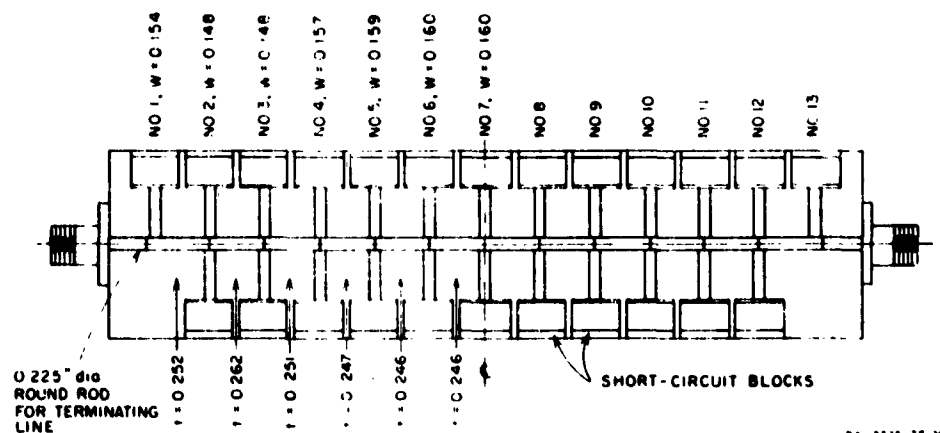 NO 1, W = 0.154
NO 2, W = 0.148
NO 3, W = 0.148
NO 4, W = 0.157
NO 5, W = 0.159
NO 6, W = 0.160
NO 7, W = 0.160
NO 8
NO 9
NO 10
NO 11
NO 12
NO 13
0.225" dia
ROUND ROD
FOR TERMINATING
LINE
t = 0.252
t = 0.262
t = 0.251
t = 0.247
t = 0.246
t = 0.246
SHORT-CIRCUIT BLOCKS